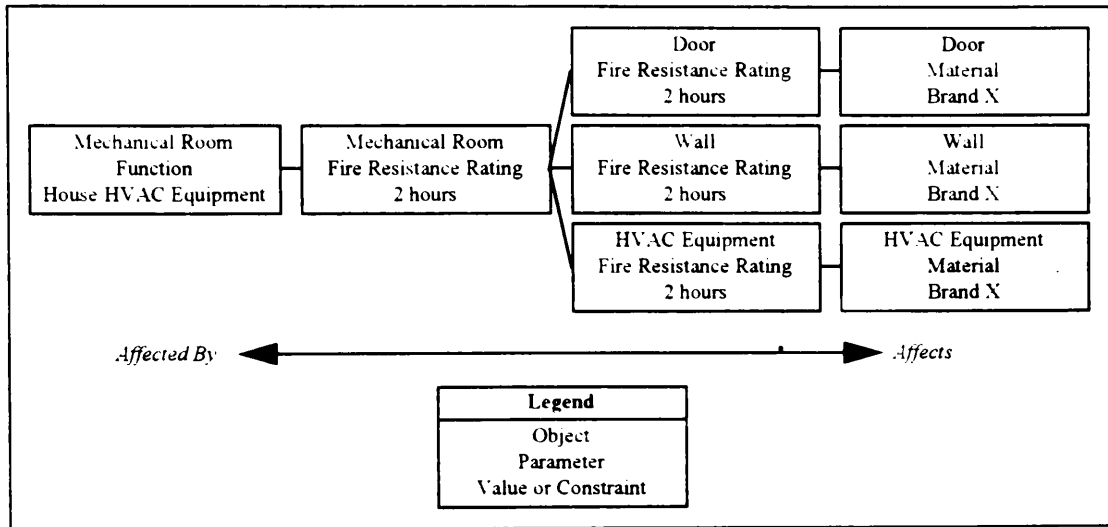 Mechanical Room
Function
House HVAC Equipment
Mechanical Room
Fire Resistance Rating
2 hours
Door
Fire Resistance Rating
2 hours
Door
Material
Brand X
Wall
Fire Resistance Rating
2 hours
Wall
Material
Brand X
HVAC Equipment
Fire Resistance Rating
2 hours
HVAC Equipment
Material
Brand X
Affected By
Affects
Legend
Object
Parameter
Value or Constraint